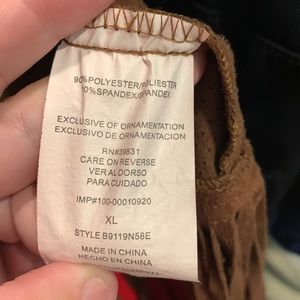 90%POLYESTER/POLIESTER
10%SPANDEX/SPANDEX
EXCLUSIVE OF ORNAMENTATION
EXCLUSIVO DE ORNAMENTACION
RN#39831
CARE ON REVERSE
VER AL DORSO
PARA CUIDADO
IMP#100-00010920
XL
STYLE B9119N58E
MADE IN CHINA
HECHO EN CHINA